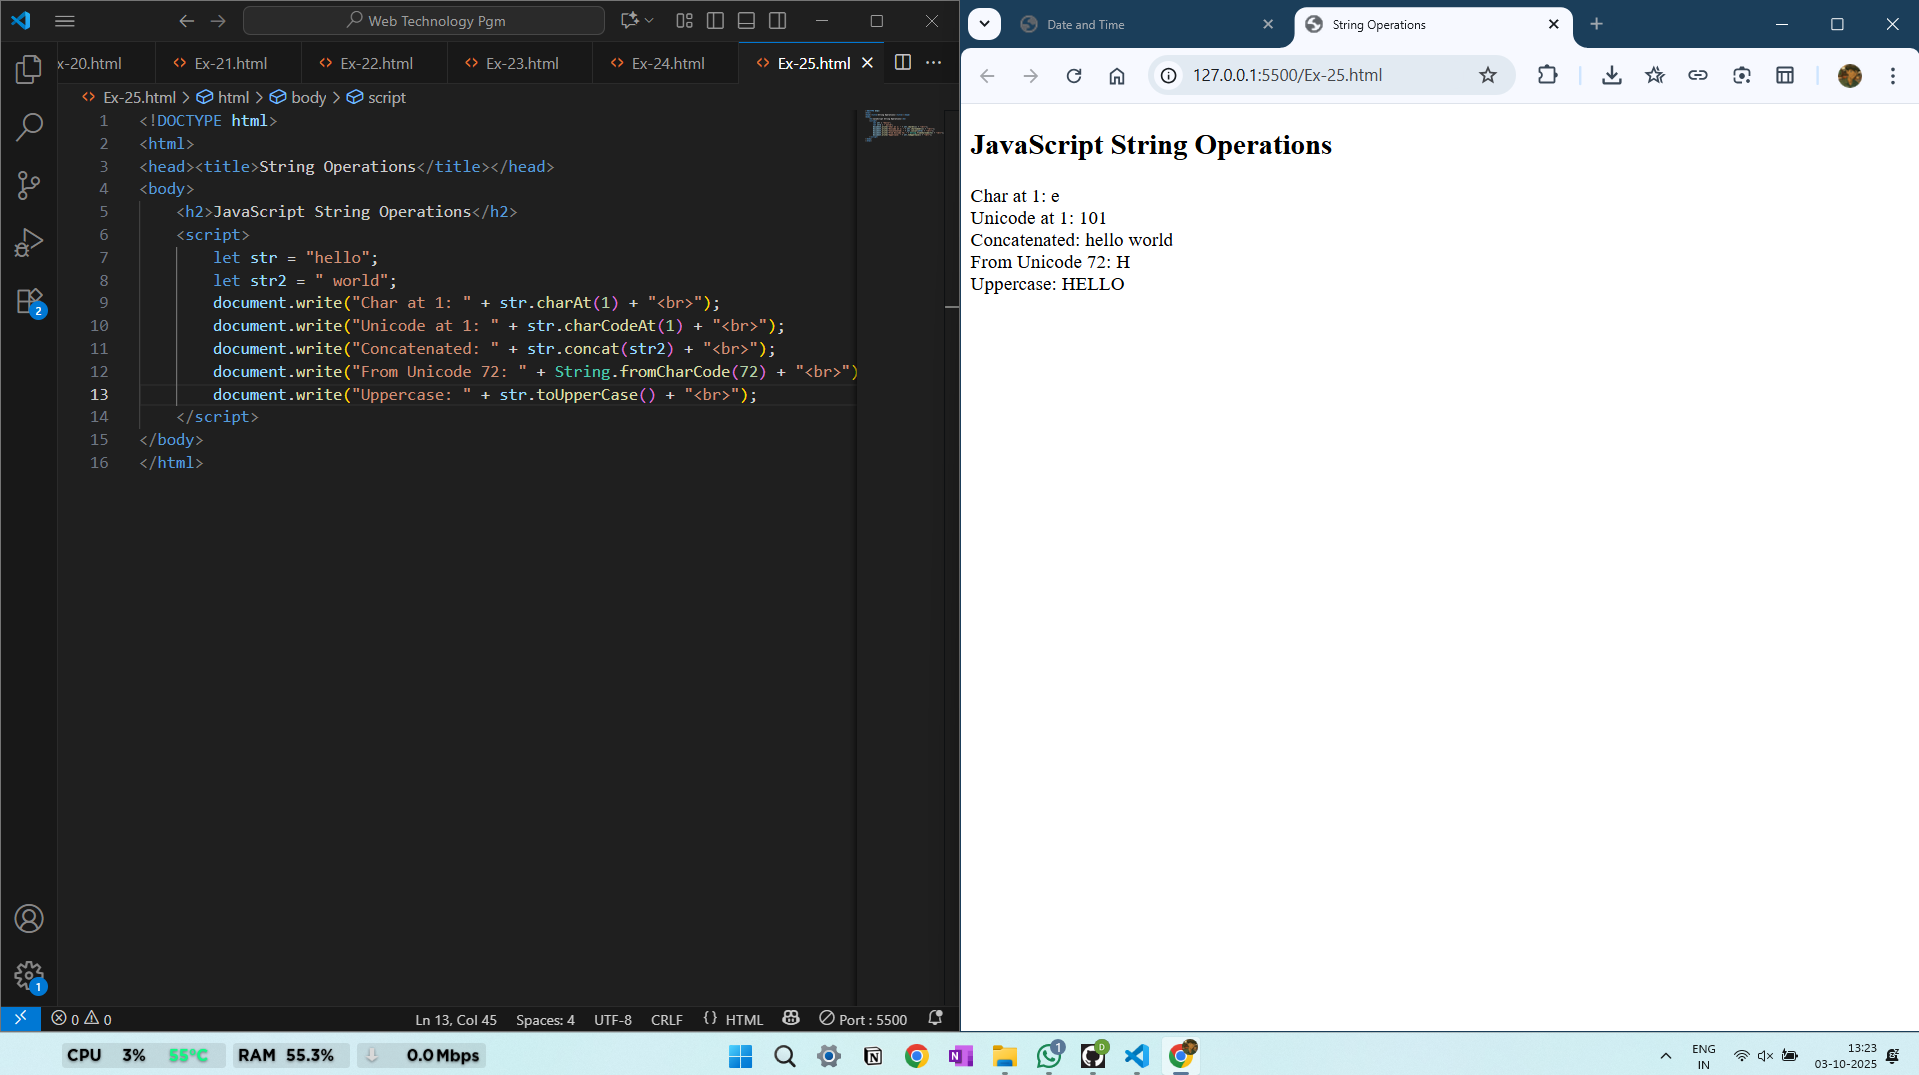 Web Technology Pgm
x-20.html
Ex-21.html
Ex-22.html
Ex-23.html
Ex-24.html
Ex-25.html
Ex-25.html > html > body > script
1 <!DOCTYPE html>
2 <html>
3 <head><title>String Operations</title></head>
4 <body>
5 <h2>JavaScript String Operations</h2>
6 <script>
7 let str = "hello";
8 let str2 = " world";
9 document.write("Char at 1: " + str.charAt(1) + "<br>");
10 document.write("Unicode at 1: " + str.charCodeAt(1) + "<br>");
11 document.write("Concatenated: " + str.concat(str2) + "<br>");
12 document.write("From Unicode 72: " + String.fromCharCode(72) + "<br>")
13 document.write("Uppercase: " + str.toUpperCase() + "<br>");
14 </script>
15 </body>
16 </html>
2
1
0 0
Ln 13, Col 45
Spaces: 4
UTF-8
CRLF
{} HTML
Port : 5500
Date and Time
String Operations
127.0.0.1:5500/Ex-25.html
JavaScript String Operations
Char at 1: e
Unicode at 1: 101
Concatenated: hello world
From Unicode 72: H
Uppercase: HELLO
CPU 3% 55°C
RAM 55.3%
0.0 Mbps
1
D
ENG
IN
13:23
03-10-2025